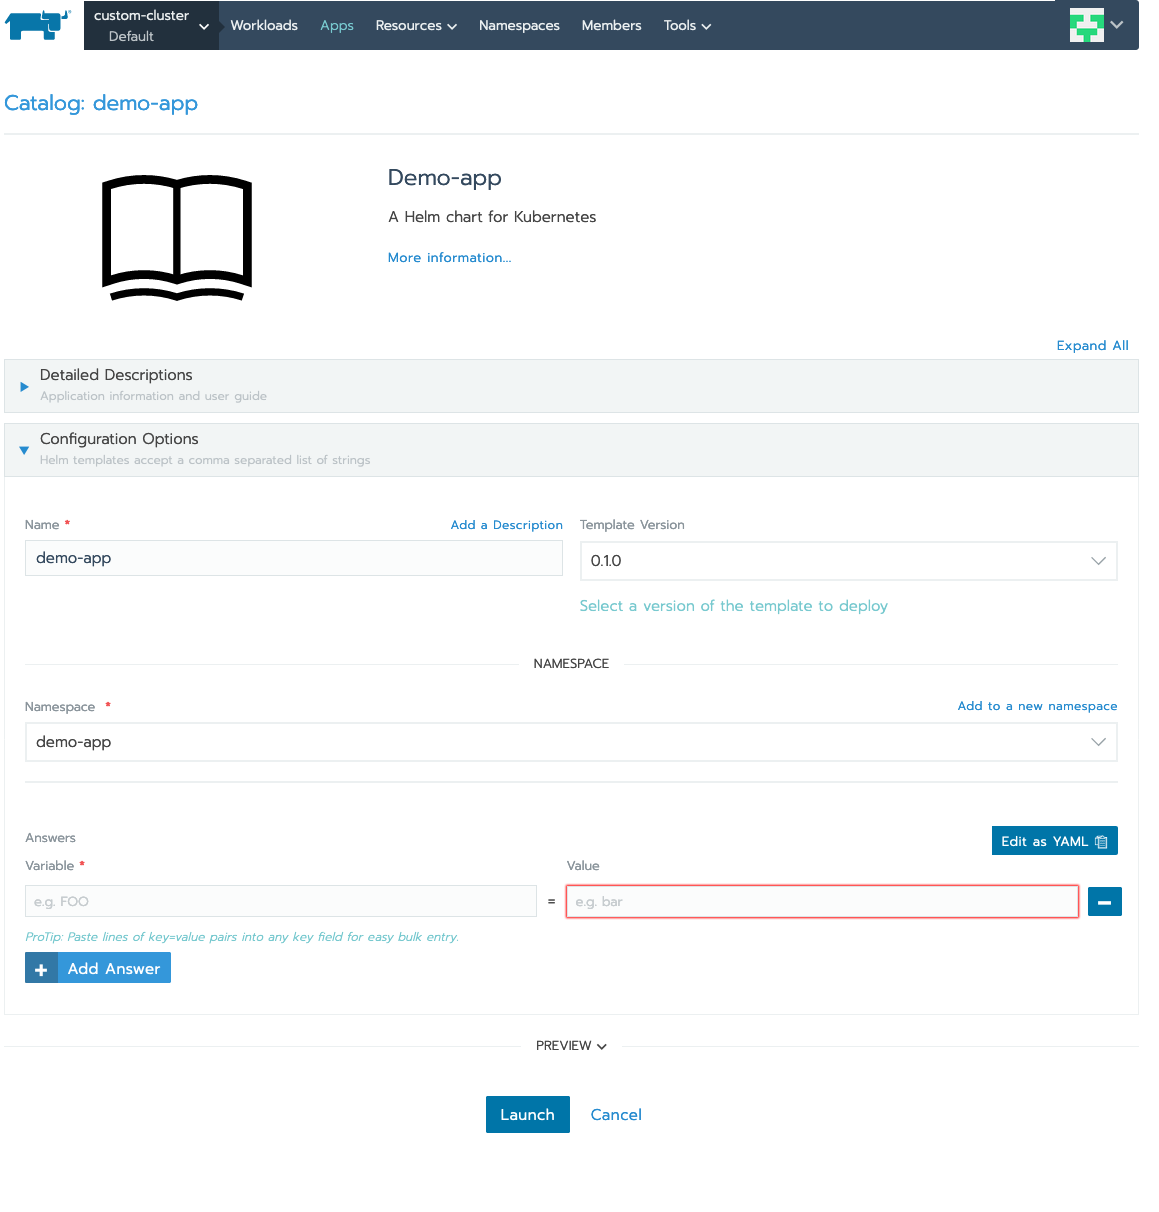 custom-cluster
Default
Workloads Apps Resources Namespaces Members Tools
Catalog: demo-app
Demo-app
A Helm chart for Kubernetes
More information...
Expand All
Detailed Descriptions
Application information and user guide
Configuration Options
Helm templates accept a comma separated list of strings
Name * Add a Description Template Version
demo-app 0.1.0
Select a version of the template to deploy
NAMESPACE
Namespace * Add to a new namespace
demo-app
Answers Edit as YAML
Variable * Value
e.g. FOO = e.g. bar
ProTip: Paste lines of key=value pairs into any key field for easy bulk entry.
+ Add Answer
PREVIEW
Launch Cancel